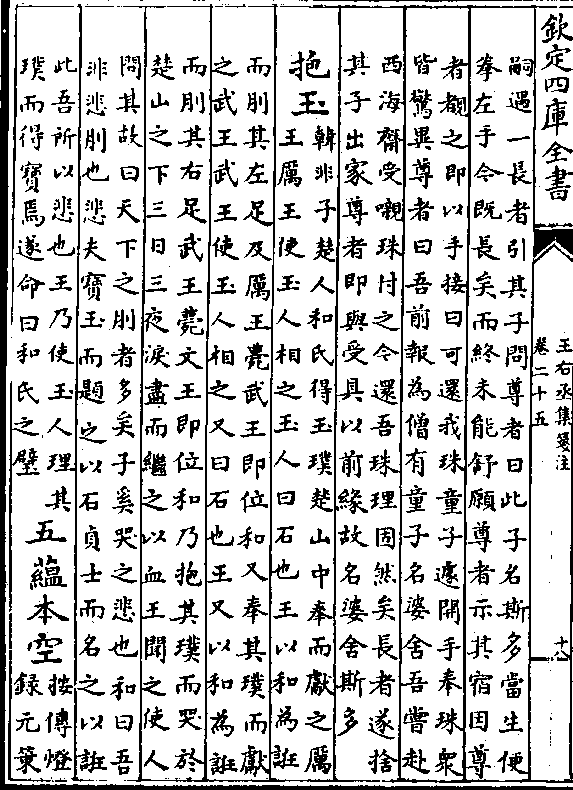 欽定四庫全書
王右丞集箋注
卷二十五
十八
嗣遇一長者引其子問尊者曰此子名斯多當生便
拳左手今既長矣而終未能舒願尊者示其宿因尊
者覩之即以手接曰可還我珠童子遽開手奉珠衆
皆驚異尊者曰吾前報為僧有童子名婆舍吾嘗赴
西海齋受嚫珠付之今還吾珠理固然矣長者遂捨
其子出家尊者即與受具以前緣故名婆舍斯多
抱玉
韓非子楚人和氏得玉璞楚山中奉而獻之厲
王厲王使玉人相之玉人曰石也王以和為誑
而刖其左足及厲王薨武王即位和又奉其璞而獻
之武王武王使玉人相之又曰石也王又以和為誑
而刖其右足武王薨文王即位和乃抱其璞而哭於
楚山之下三日三夜淚盡而繼之以血王聞之使人
問其故曰天下之刖者多矣子奚哭之悲也和曰吾
非悲刖也悲夫寶玉而題之以石貞士而名之以誑
此吾所以悲也王乃使玉人理其
璞而得寶焉遂命曰和氏之璧
五蘊本空
按傳燈
錄元策